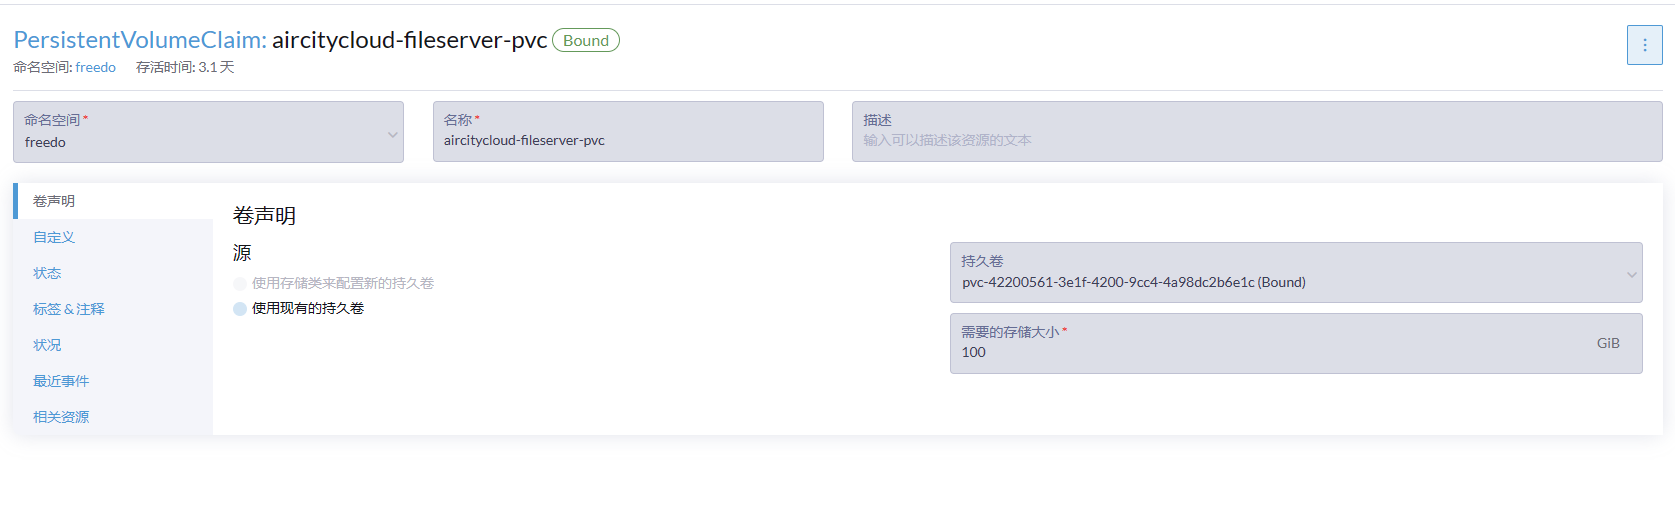 PersistentVolumeClaim: aircitycloud-fileserver-pvc Bound
命名空间: freedo 存活时间: 3.1 天
命名空间 *
freedo
名称 *
aircitycloud-fileserver-pvc
描述
输入可以描述该资源的文本
卷声明
自定义
状态
标签 & 注释
状况
最近事件
相关资源
卷声明
源
使用存储类来配置新的持久卷
使用现有的持久卷
持久卷
pvc-42200561-3e1f-4200-9cc4-4a98dc2b6e1c (Bound)
需要的存储大小 *
100 GiB